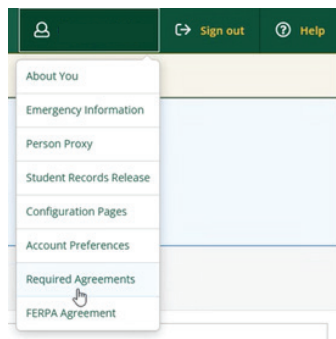 Sign out Help
About You
Emergency Information
Person Proxy
Student Records Release
Configuration Pages
Account Preferences
Required Agreements
FERPA Agreement